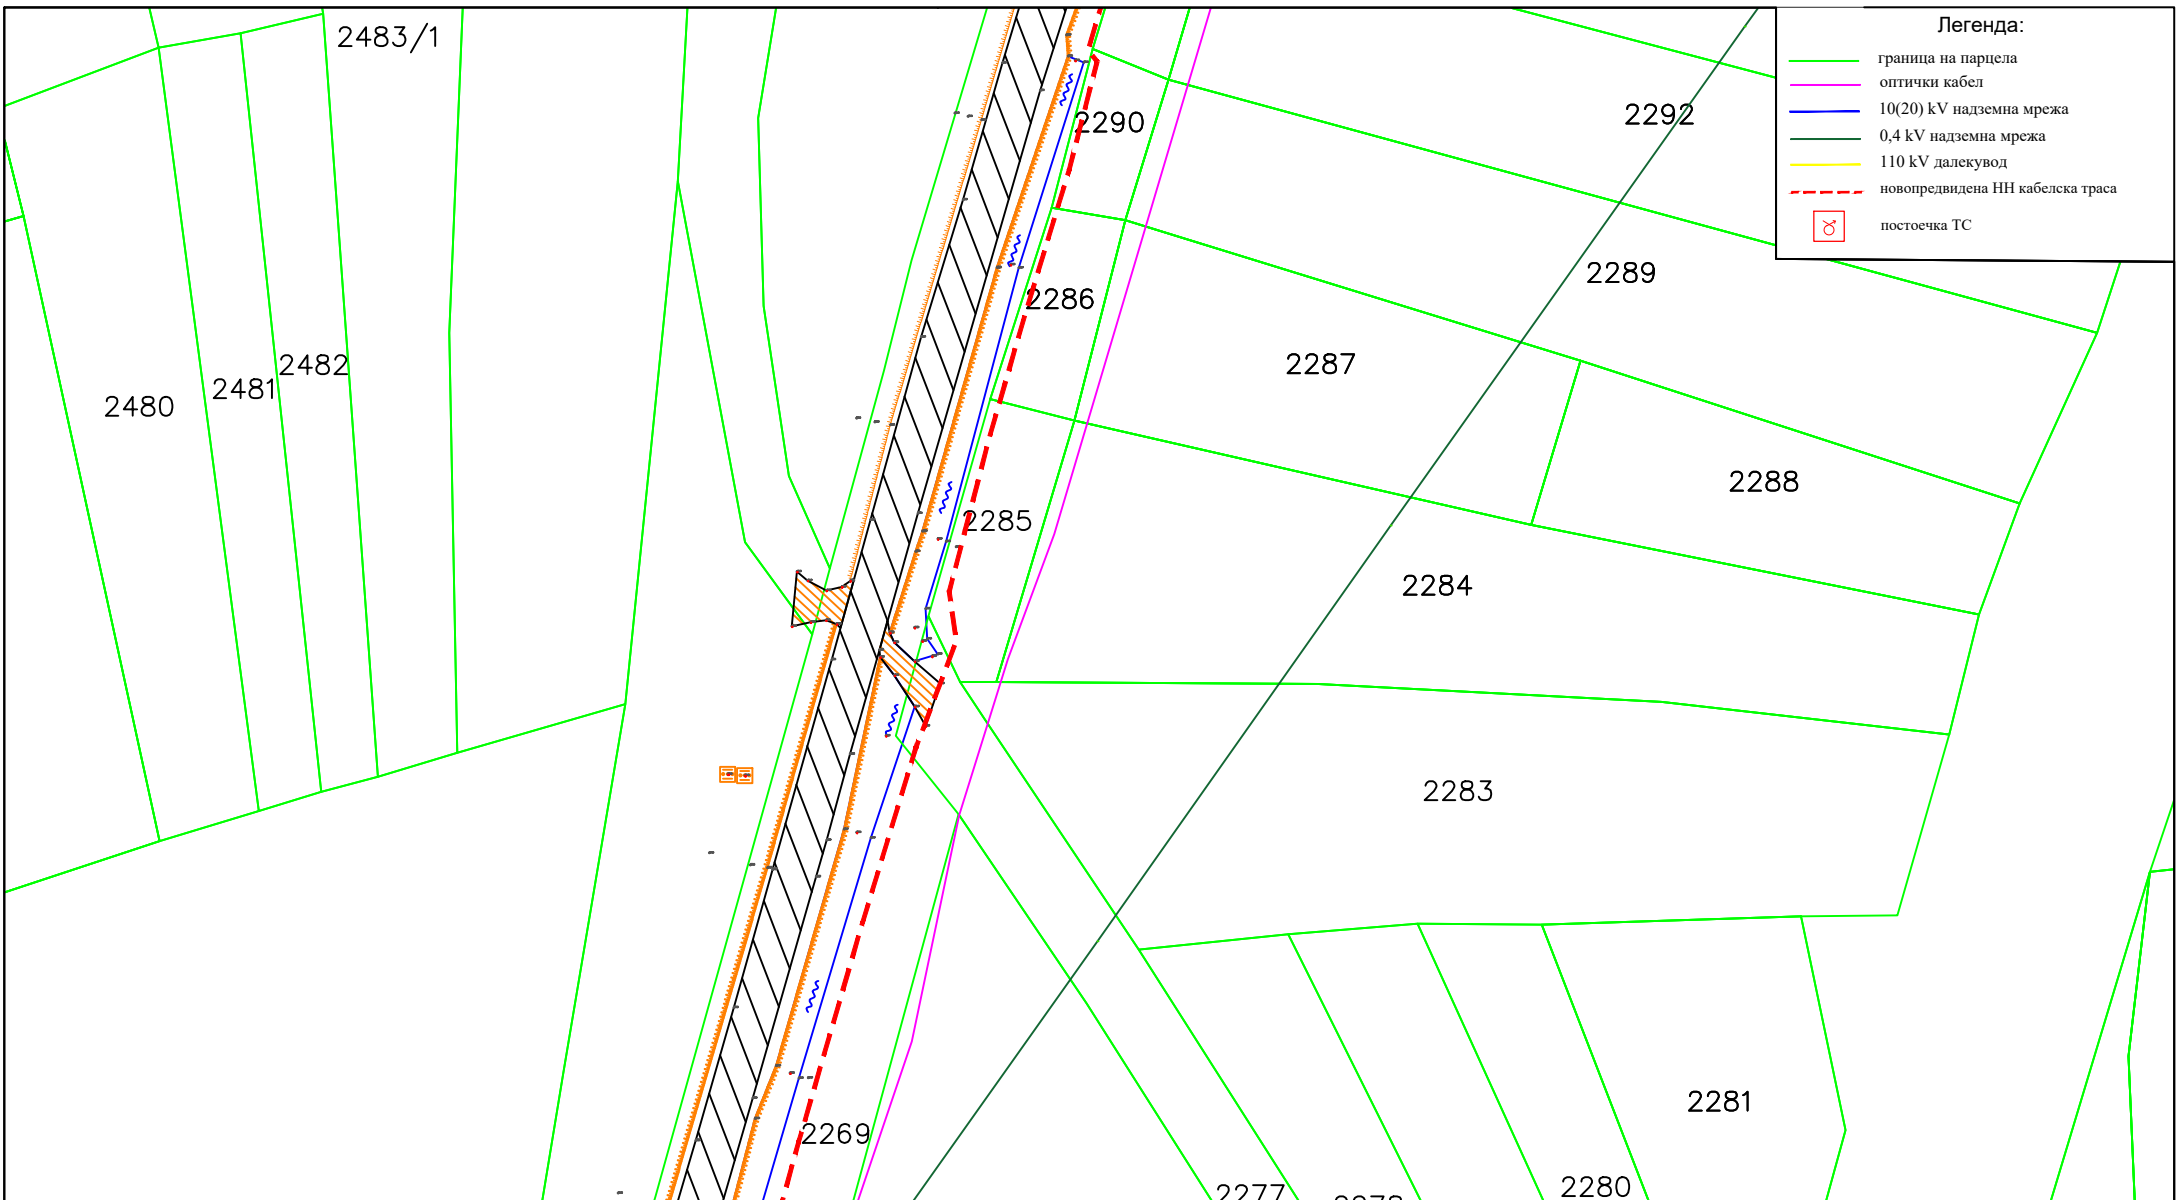 Легенда:
граница на парцела
оптички кабел
10(20) kV надземна мрежа
0,4 kV надземна мрежа
110 kV далекувод
новопредвидена НН кабелска траса
постоечка ТС
2483/1
2290
2292
2289
2286
2287
2482
2481
2480
2288
2285
2284
2283
2281
2269
2280
2277